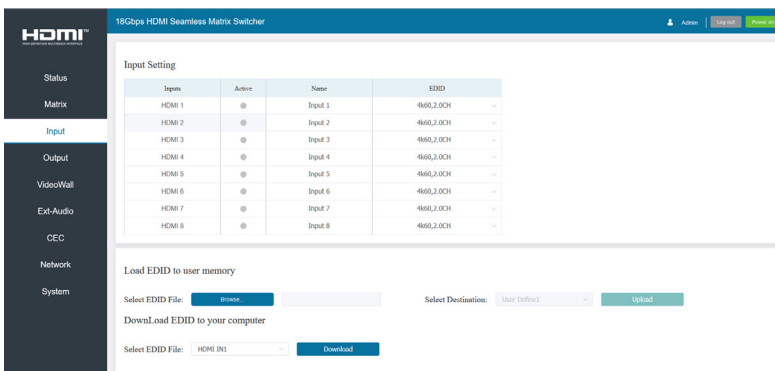 HDMI™
HIGH-DEFINITION MULTIMEDIA INTERFACE
18Gbps HDMI Seamless Matrix Switcher
Admin
Log out
Power on
Status
Matrix
Input
Output
VideoWall
Ext-Audio
CEC
Network
System
Input Setting
Inputs Active Name EDID
HDMI 1 Input 1 4k60,2.0CH
HDMI 2 Input 2 4k60,2.0CH
HDMI 3 Input 3 4k60,2.0CH
HDMI 4 Input 4 4k60,2.0CH
HDMI 5 Input 5 4k60,2.0CH
HDMI 6 Input 6 4k60,2.0CH
HDMI 7 Input 7 4k60,2.0CH
HDMI 8 Input 8 4k60,2.0CH
Load EDID to user memory
Select EDID File: Browse... Select Destination: User Define1 Upload
DownLoad EDID to your computer
Select EDID File: HDMI IN1 Download